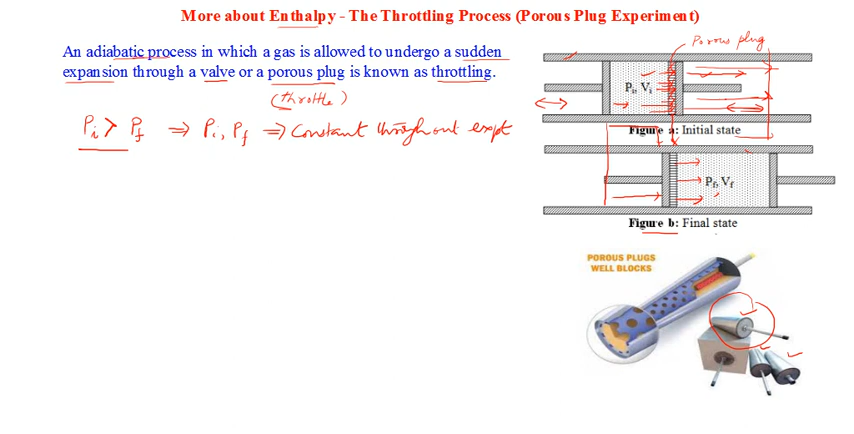 More about Enthalpy - The Throttling Process (Porous Plug Experiment)
An adiabatic process in which a gas is allowed to undergo a sudden
expansion through a valve or a porous plug is known as throttling.
(throttle)
Pi > Pf ⇒ Pi, Pf ⇒ Constant throughout exept
Porous plug
Pi, Vi
Figure a: Initial state
Pf, Vf
Figure b: Final state
POROUS PLUGS
WELL BLOCKS